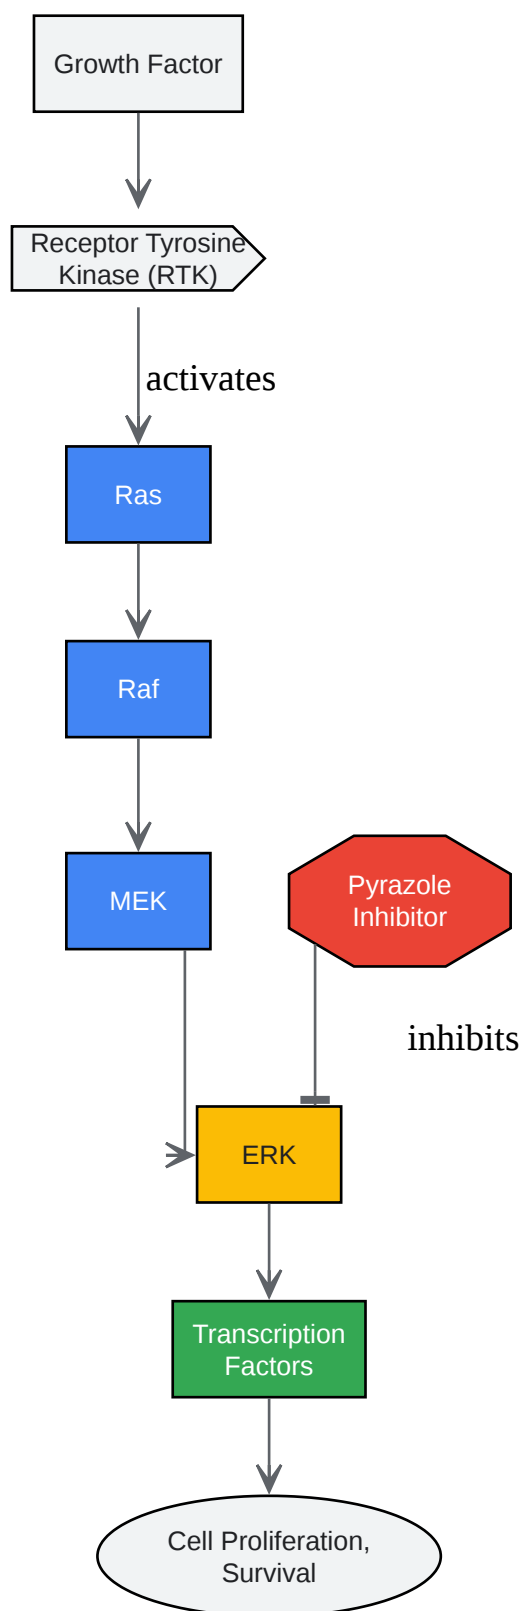 Growth Factor
Receptor Tyrosine
Kinase (RTK)
activates
Ras
Raf
MEK
Pyrazole
Inhibitor
inhibits
ERK
Transcription
Factors
Cell Proliferation,
Survival